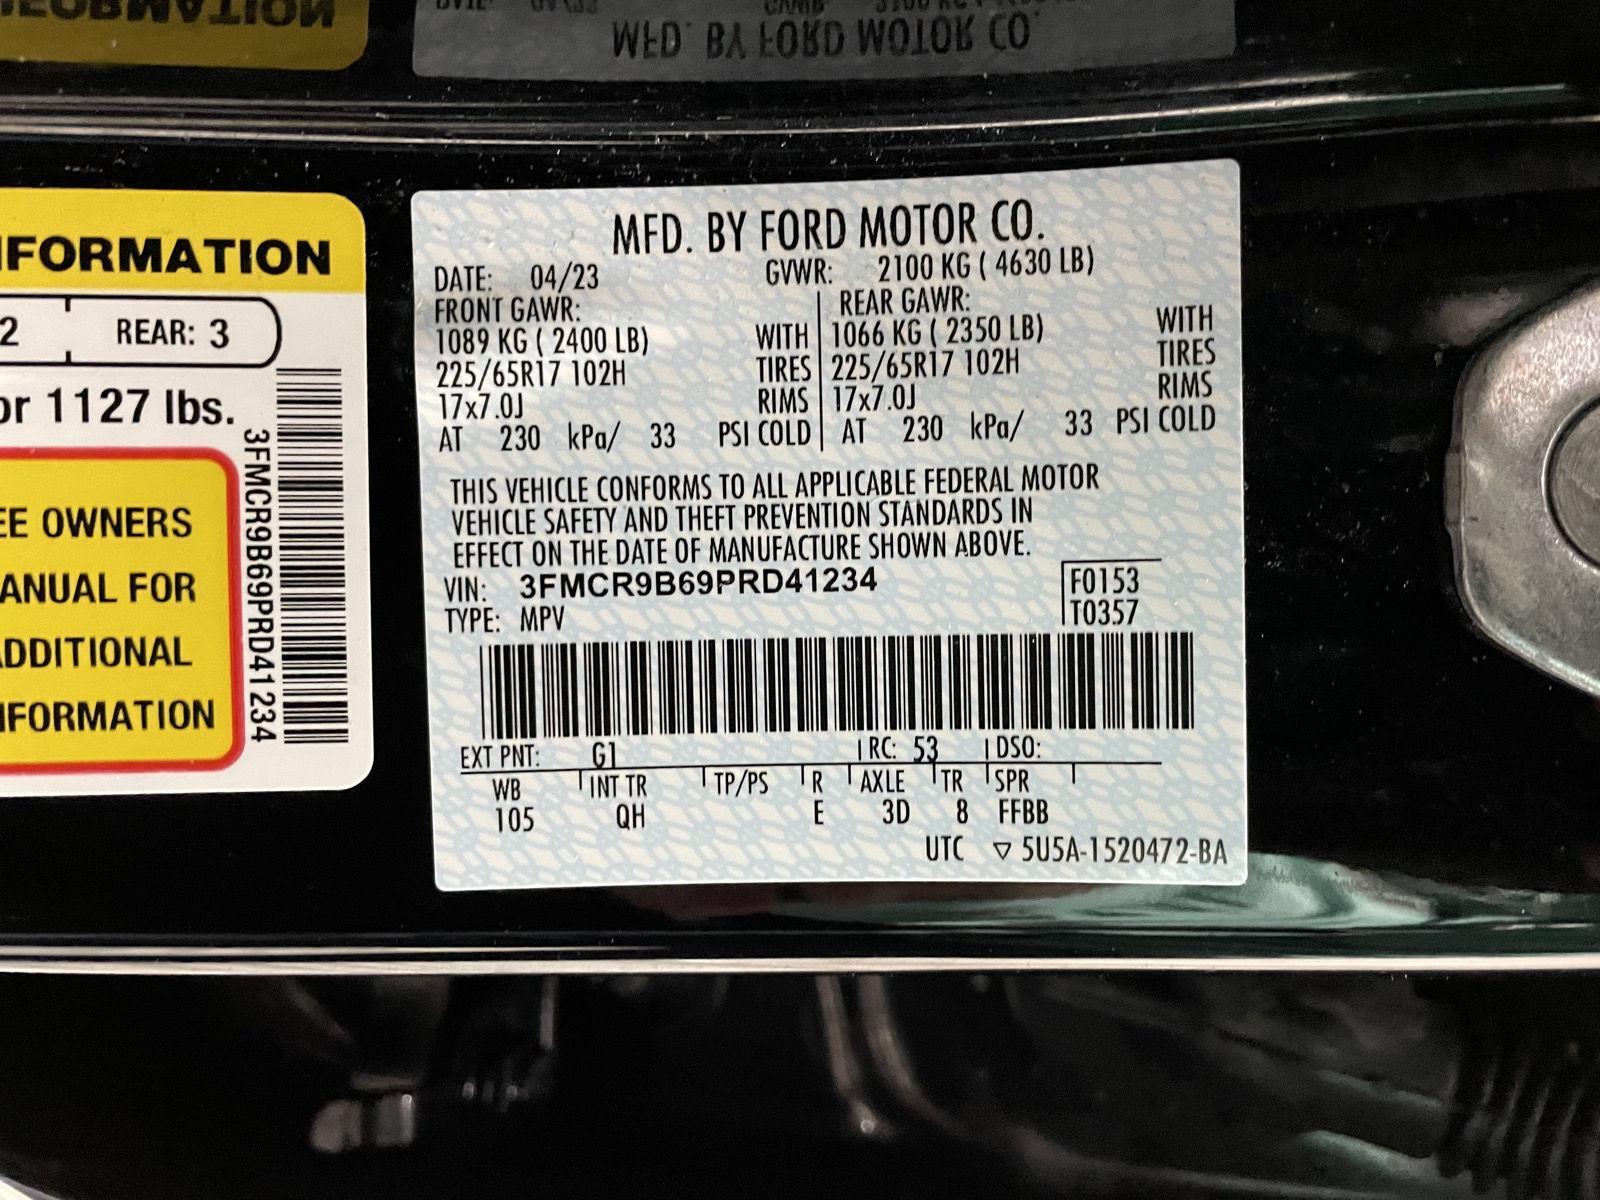 NFORMATION
2 REAR: 3
or 1127 lbs.
EE OWNERS
ANUAL FOR
ADDITIONAL
NFORMATION
3FMCR9B69PRD41234
MFD. BY FORD MOTOR CO.
MFD. BY FORD MOTOR CO.
DATE: 04/23 GVWR: 2100 KG ( 4630 LB)
FRONT GAWR: REAR GAWR:
1089 KG ( 2400 LB) WITH 1066 KG ( 2350 LB) WITH
225/65R17 102H TIRES 225/65R17 102H TIRES
17x7.0J RIMS 17x7.0J RIMS
AT 230 kPa/ 33 PSI COLD AT 230 kPa/ 33 PSI COLD
THIS VEHICLE CONFORMS TO ALL APPLICABLE FEDERAL MOTOR
VEHICLE SAFETY AND THEFT PREVENTION STANDARDS IN
EFFECT ON THE DATE OF MANUFACTURE SHOWN ABOVE.
VIN: 3FMCR9B69PRD41234 F0153
TYPE: MPV T0357
EXT PNT: G1 RC: 53 DSO:
WB INT TR TP/PS R AXLE TR SPR
105 QH E 3D 8 FFBB
UTC ▽ 5U5A-1520472-BA